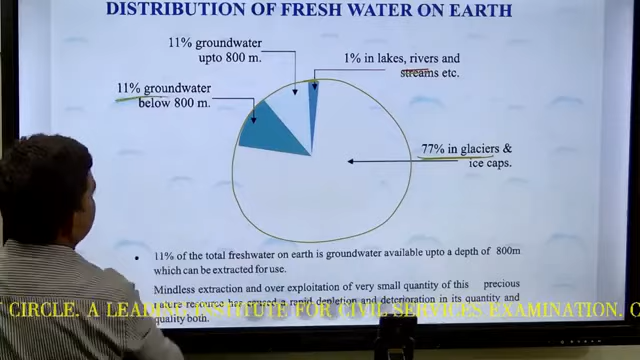 DISTRIBUTION OF FRESH WATER ON EARTH
11% groundwater
upto 800 m.
1% in lakes, rivers and
streams etc.
11% groundwater
below 800 m.
77% in glaciers &
ice caps.
• 11% of the total freshwater on earth is groundwater available upto a depth of 800m
which can be extracted for use.
Mindless extraction and over exploitation of very small quantity of this precious
nature resource has caused a rapid depletion and deterioration in its quantity and
quality both.
CIRCLE. A LEADING INSTITUTE FOR CIVIL SERVICES EXAMINATION. C